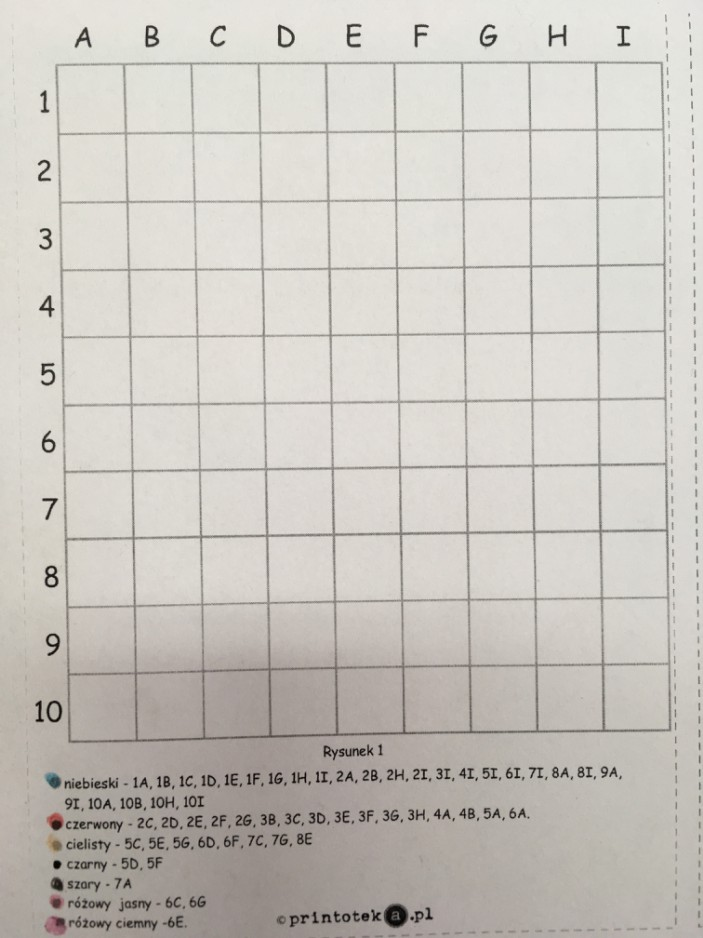 A B C D E F G H I
1
2
3
4
5
6
7
8
9
10
Rysunek 1
niebieski - 1A, 1B, 1C, 1D, 1E, 1F, 1G, 1H, 1I, 2A, 2B, 2H, 2I, 3I, 4I, 5I, 6I, 7I, 8A, 8I, 9A,
9I, 10A, 10B, 10H, 10I
czerwony - 2C, 2D, 2E, 2F, 2G, 3B, 3C, 3D, 3E, 3F, 3G, 3H, 4A, 4B, 5A, 6A.
cielisty - 5C, 5E, 5G, 6D, 6F, 7C, 7G, 8E
czarny - 5D, 5F
szary - 7A
różowy jasny - 6C, 6G
różowy ciemny -6E.
©printoteka.pl